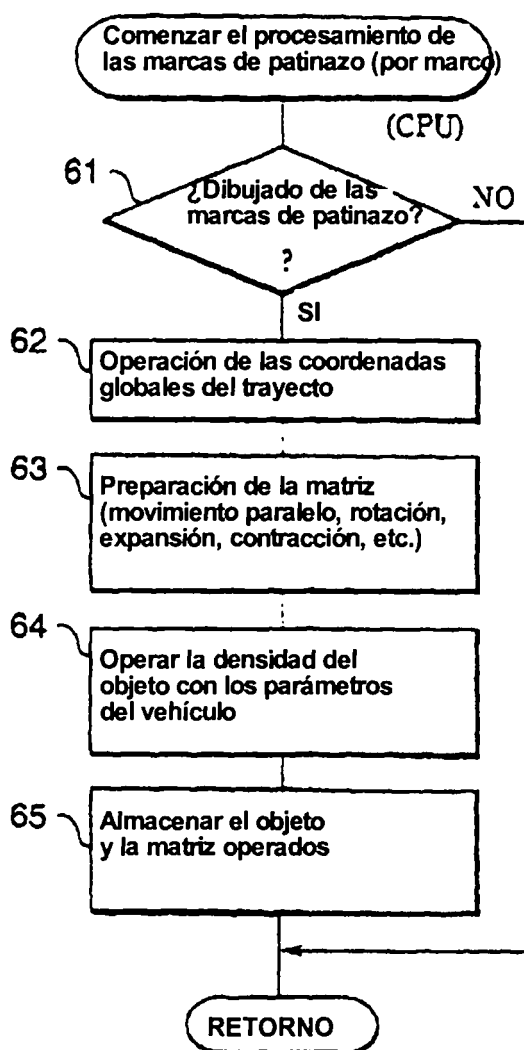 Comenzar el procesamiento de
las marcas de patinazo (por marco)
(CPU)
61
¿Dibujado de las
marcas de patinazo?
?
NO
SI
62
Operación de las coordenadas
globales del trayecto
63
Preparación de la matriz
(movimiento paralelo, rotación,
expansión, contracción, etc.)
64
Operar la densidad del
objeto con los parámetros
del vehículo
65
Almacenar el objeto
y la matriz operados
RETORNO